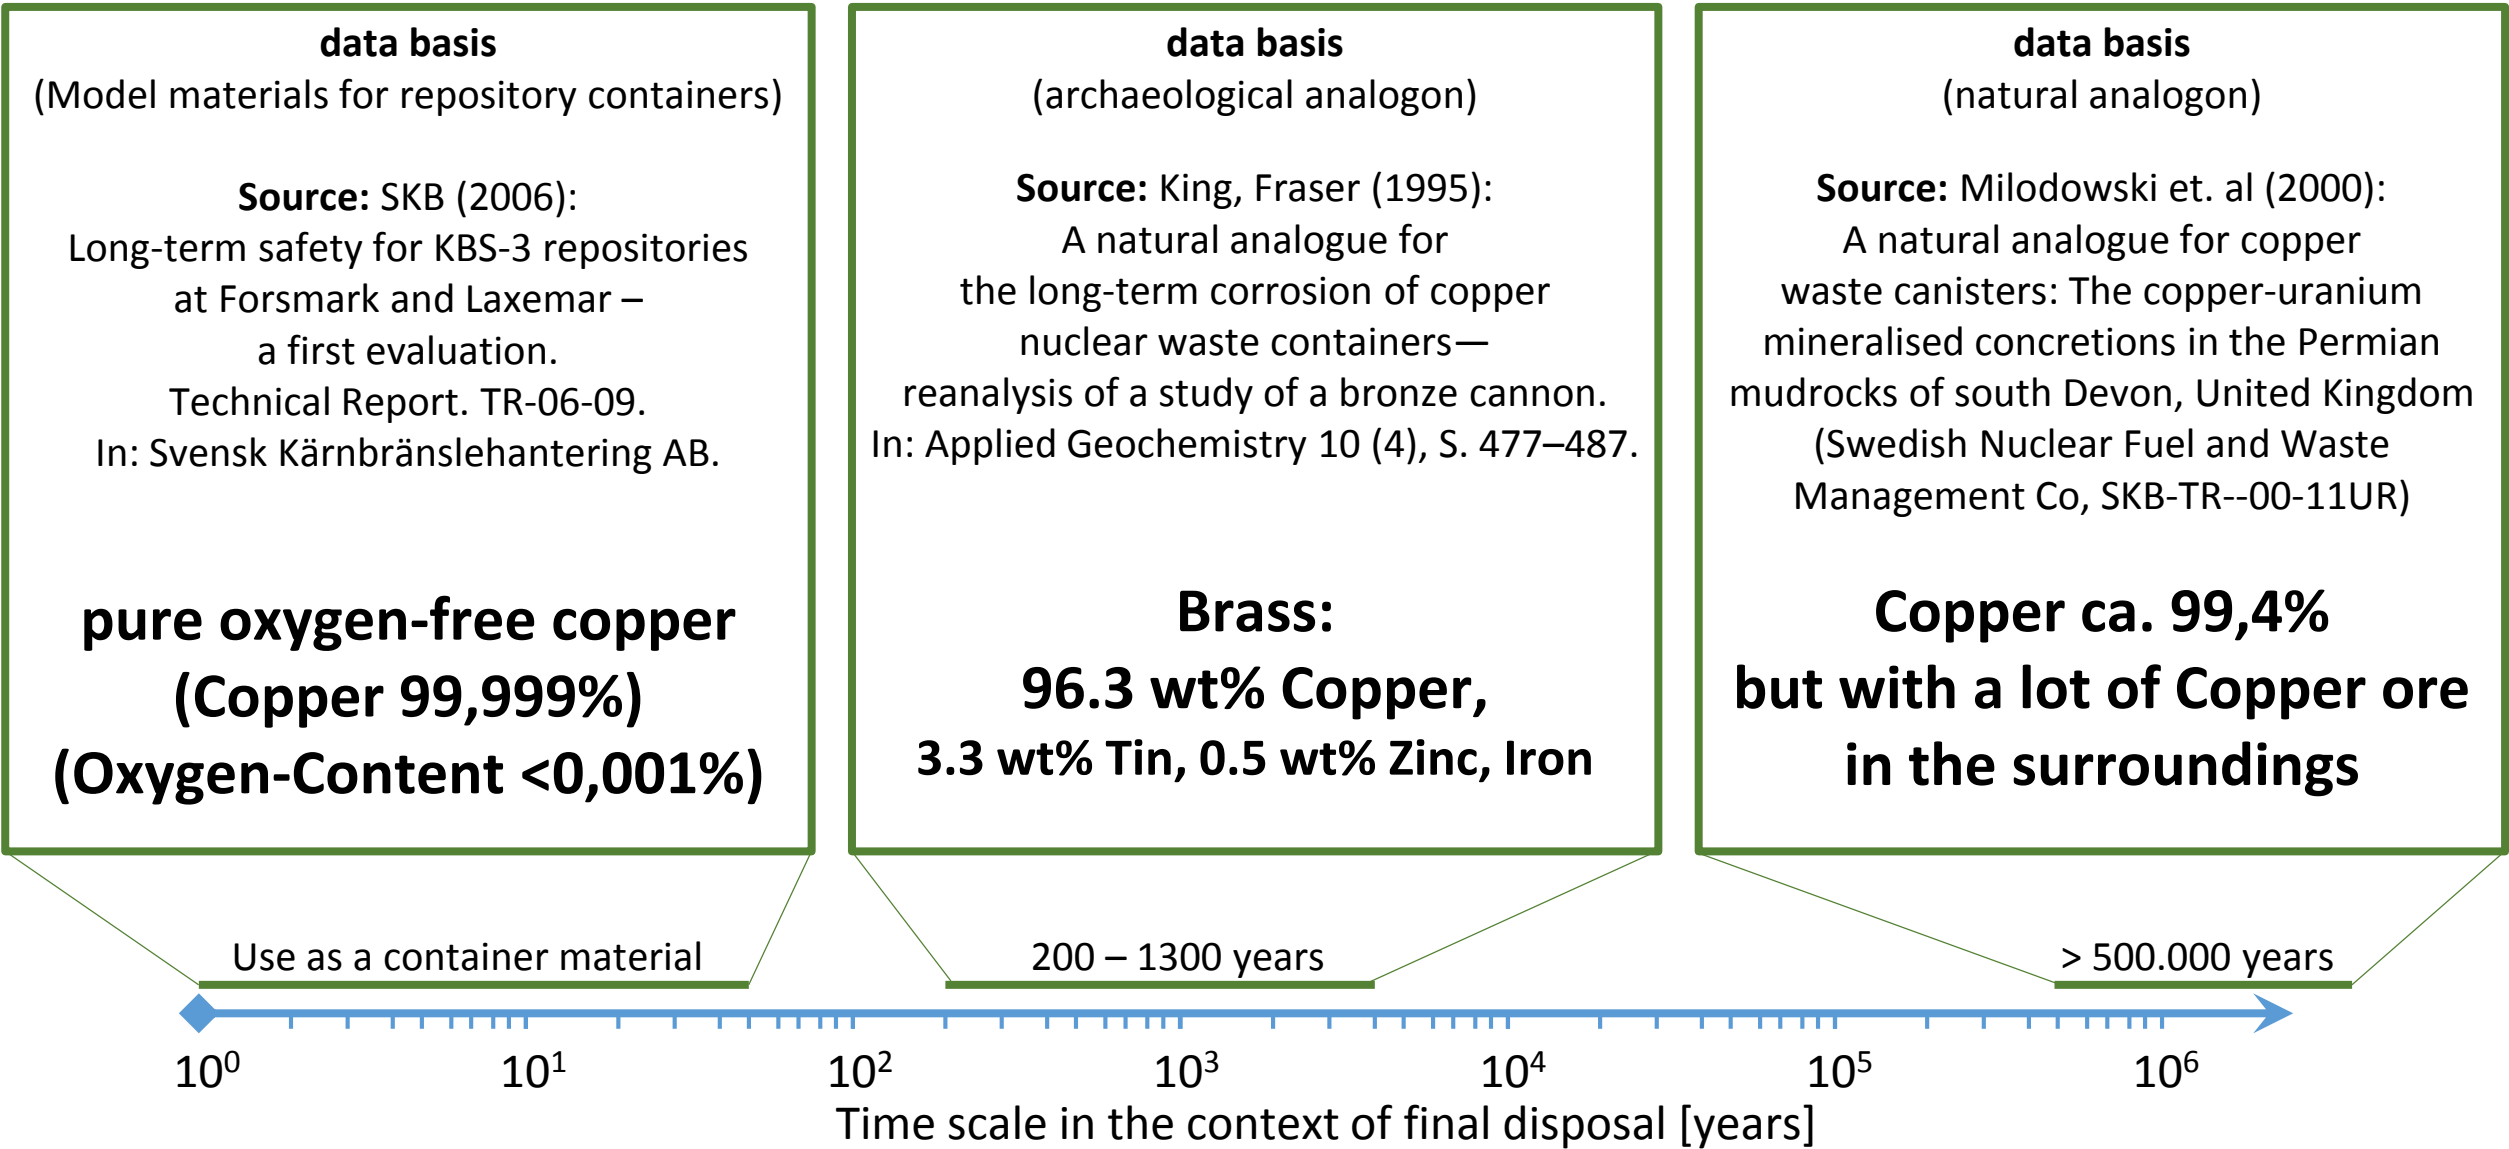 data basis
(Model materials for repository containers)
Source: SKB (2006):
Long-term safety for KBS-3 repositories
at Forsmark and Laxemar –
a first evaluation.
Technical Report. TR-06-09.
In: Svensk Kärnbränslehantering AB.
pure oxygen-free copper
(Copper 99,999%)
(Oxygen-Content <0,001%)
data basis
(archaeological analogon)
Source: King, Fraser (1995):
A natural analogue for
the long-term corrosion of copper
nuclear waste containers—
reanalysis of a study of a bronze cannon.
In: Applied Geochemistry 10 (4), S. 477–487.
Brass:
96.3 wt% Copper,
3.3 wt% Tin, 0.5 wt% Zinc, Iron
data basis
(natural analogon)
Source: Milodowski et. al (2000):
A natural analogue for copper
waste canisters: The copper-uranium
mineralised concretions in the Permian
mudrocks of south Devon, United Kingdom
(Swedish Nuclear Fuel and Waste
Management Co, SKB-TR--00-11UR)
Copper ca. 99,4%
but with a lot of Copper ore
in the surroundings
Use as a container material
200 – 1300 years
> 500.000 years
10⁰ 10¹ 10² 10³ 10⁴ 10⁵ 10⁶
Time scale in the context of final disposal [years]